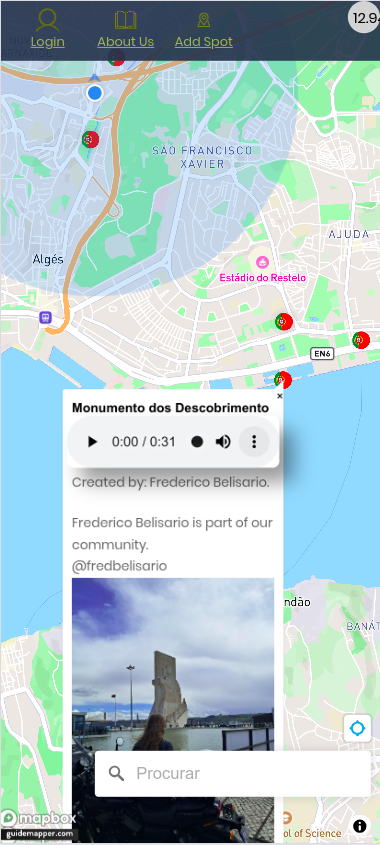 Login
About Us
Add Spot
12.9
SÃO FRANCISCO
XAVIER
AJUDA
Algés
Estádio do Restelo
EN6
Monumento dos Descobrimento
×
0:00 / 0:31
Created by: Frederico Belisario.
Frederico Belisario is part of our
community.
@fredbelisario
ndão
BANÁT
Procurar
mapbox
guidemapper.com
ol of Science